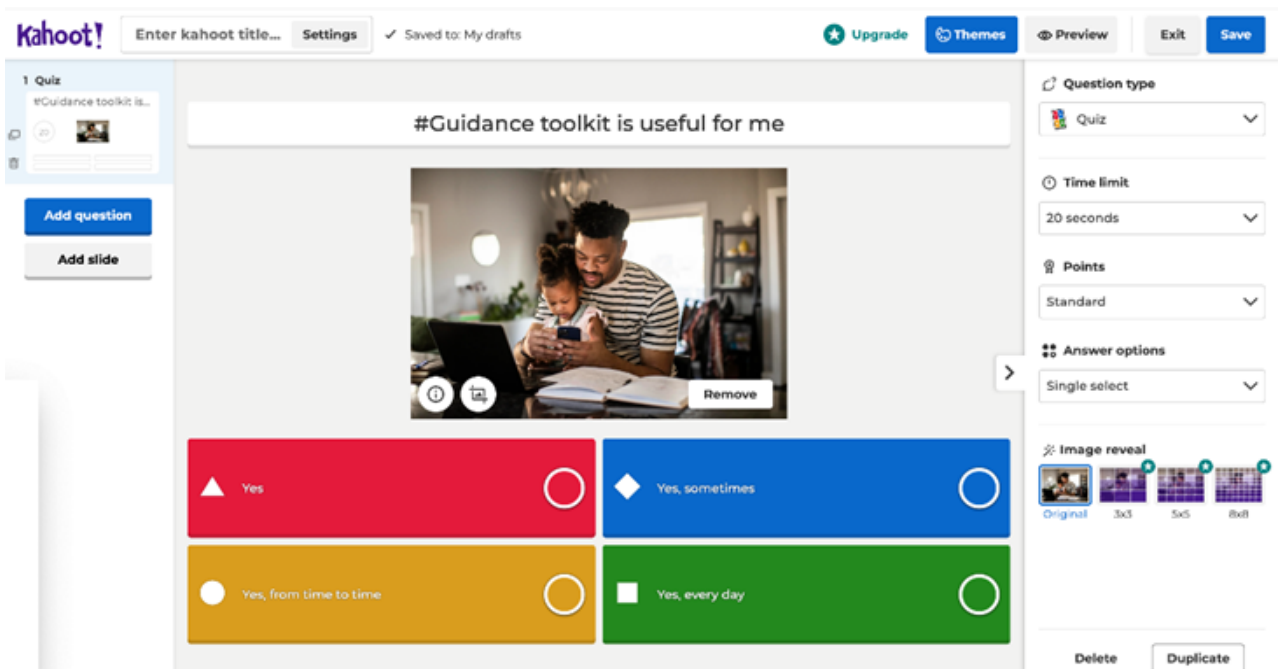 Kahoot!
Enter kahoot title...
Settings
Saved to: My drafts
Upgrade
Themes
Preview
Exit
Save
1 Quiz
#Guidance toolkit is...
20
Add question
Add slide
#Guidance toolkit is useful for me
Remove
Yes
Yes, sometimes
Yes, from time to time
Yes, every day
Question type
Quiz
Time limit
20 seconds
Points
Standard
Answer options
Single select
Image reveal
Original
3x3
5x5
8x8
Delete
Duplicate